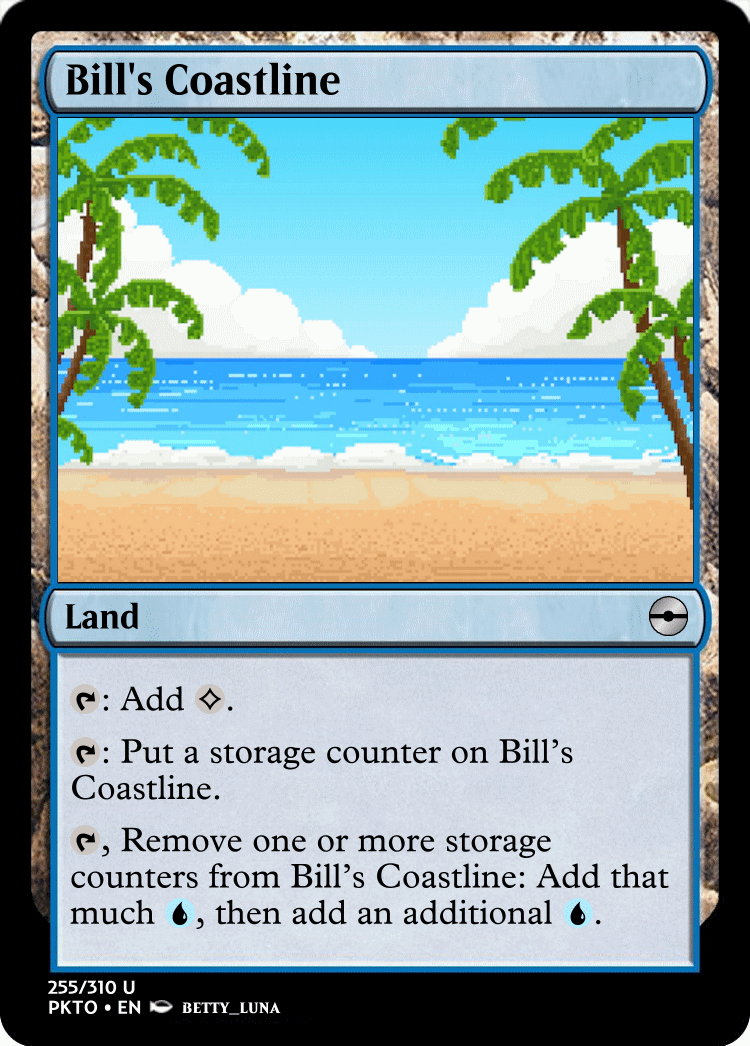 Bill's Coastline
Land
: Add .
: Put a storage counter on Bill's
Coastline.
, Remove one or more storage
counters from Bill's Coastline: Add that
much , then add an additional .
255/310 U
PKTO • EN BETTY_LUNA